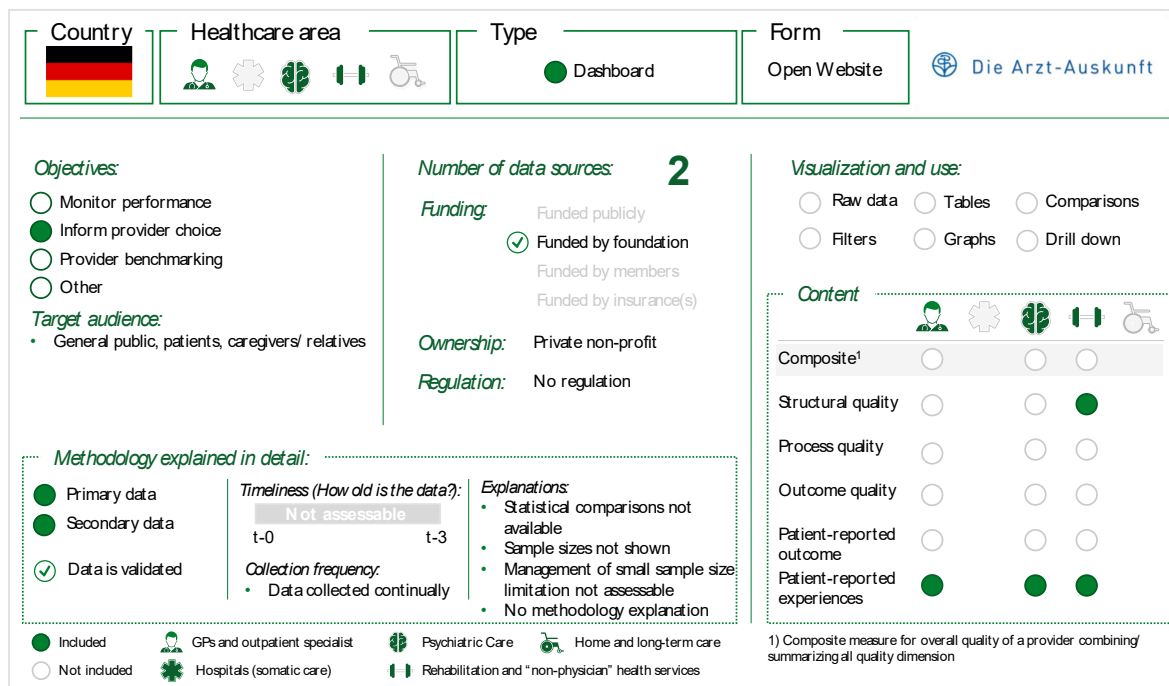 Country
Healthcare area
Type
Form
Dashboard
Open Website
Die Arzt-Auskunft
Objectives:
Monitor performance
Inform provider choice
Provider benchmarking
Other
Target audience:
• General public, patients, caregivers/ relatives
Number of data sources: 2
Funding:
Funded publicly
Funded by foundation
Funded by members
Funded by insurance(s)
Ownership: Private non-profit
Regulation: No regulation
Visualization and use:
Raw data Tables Comparisons
Filters Graphs Drill down
Content
Composite¹
Structural quality
Process quality
Outcome quality
Patient-reported
outcome
Patient-reported
experiences
Methodology explained in detail:
Primary data
Secondary data
Data is validated
Timeliness (How old is the data?):
Not assessable
t-0 t-3
Collection frequency:
• Data collected continually
Explanations:
• Statistical comparisons not
available
• Sample sizes not shown
• Management of small sample size
limitation not assessable
• No methodology explanation
Included GPs and outpatient specialist Psychiatric Care Home and long-term care
Not included Hospitals (somatic care) Rehabilitation and “non-physician” health services
1) Composite measure for overall quality of a provider combining/
summarizing all quality dimension